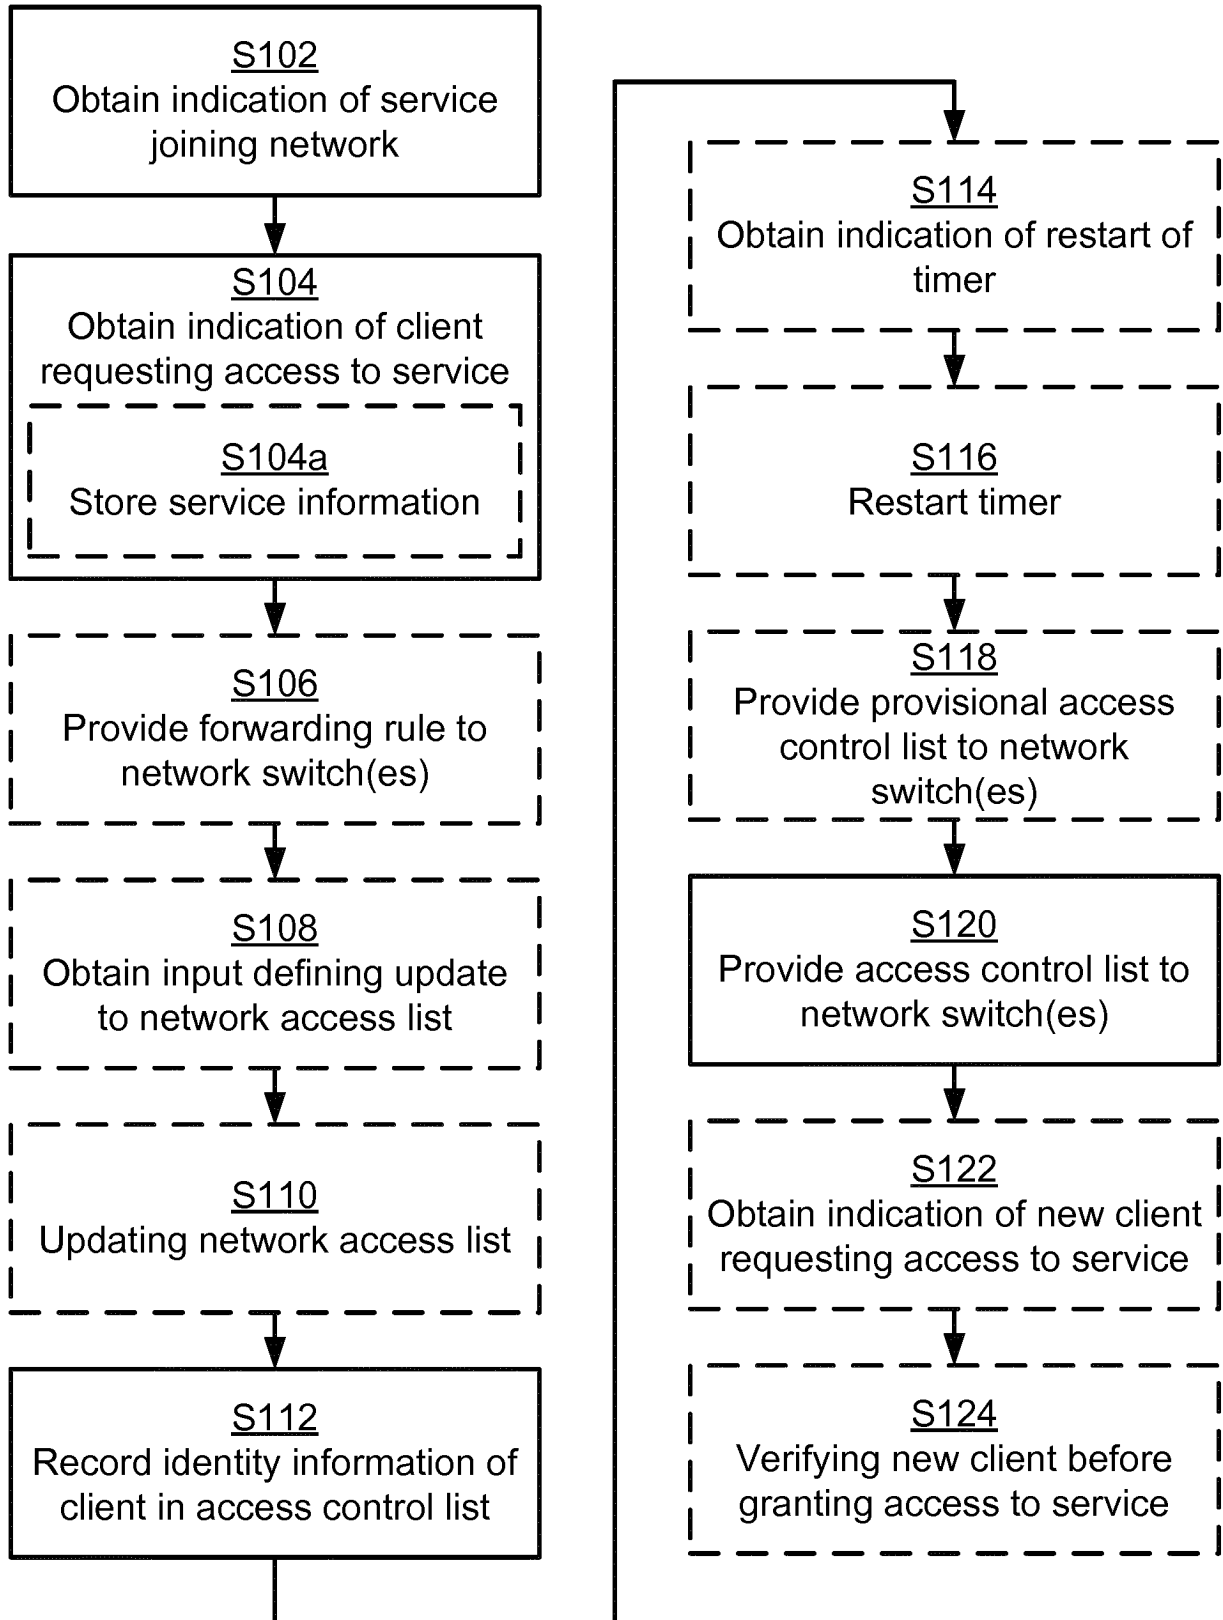 S102
Obtain indication of service
joining network
S104
Obtain indication of client
requesting access to service
S104a
Store service information
S106
Provide forwarding rule to
network switch(es)
S108
Obtain input defining update
to network access list
S110
Updating network access list
S112
Record identity information of
client in access control list
S114
Obtain indication of restart of
timer
S116
Restart timer
S118
Provide provisional access
control list to network
switch(es)
S120
Provide access control list to
network switch(es)
S122
Obtain indication of new client
requesting access to service
S124
Verifying new client before
granting access to service